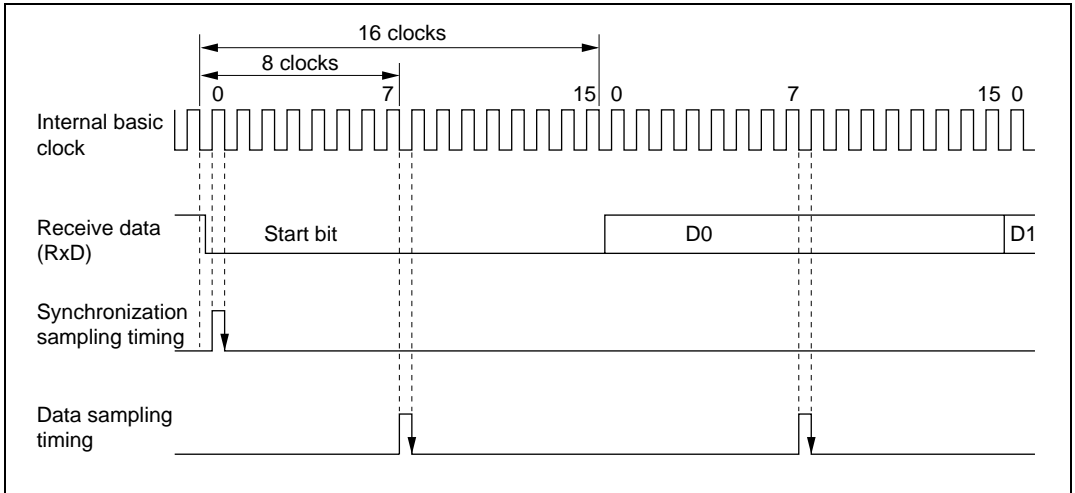 16 clocks
8 clocks
0 7 15 0 7 15 0
Internal basic
clock
Receive data
(RxD)
Start bit D0 D1
Synchronization
sampling timing
Data sampling
timing